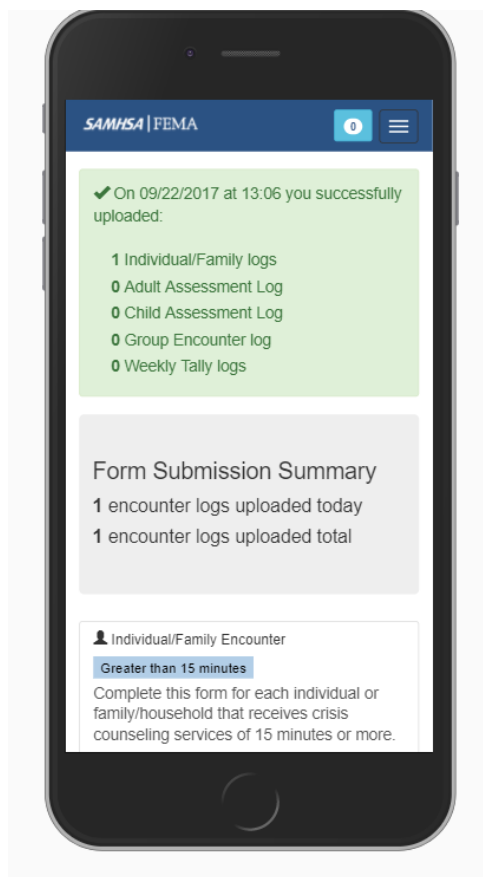 SAMHSA | FEMA
0
✔ On 09/22/2017 at 13:06 you successfully
uploaded:
1 Individual/Family logs
0 Adult Assessment Log
0 Child Assessment Log
0 Group Encounter log
0 Weekly Tally logs
Form Submission Summary
1 encounter logs uploaded today
1 encounter logs uploaded total
Individual/Family Encounter
Greater than 15 minutes
Complete this form for each individual or
family/household that receives crisis
counseling services of 15 minutes or more.